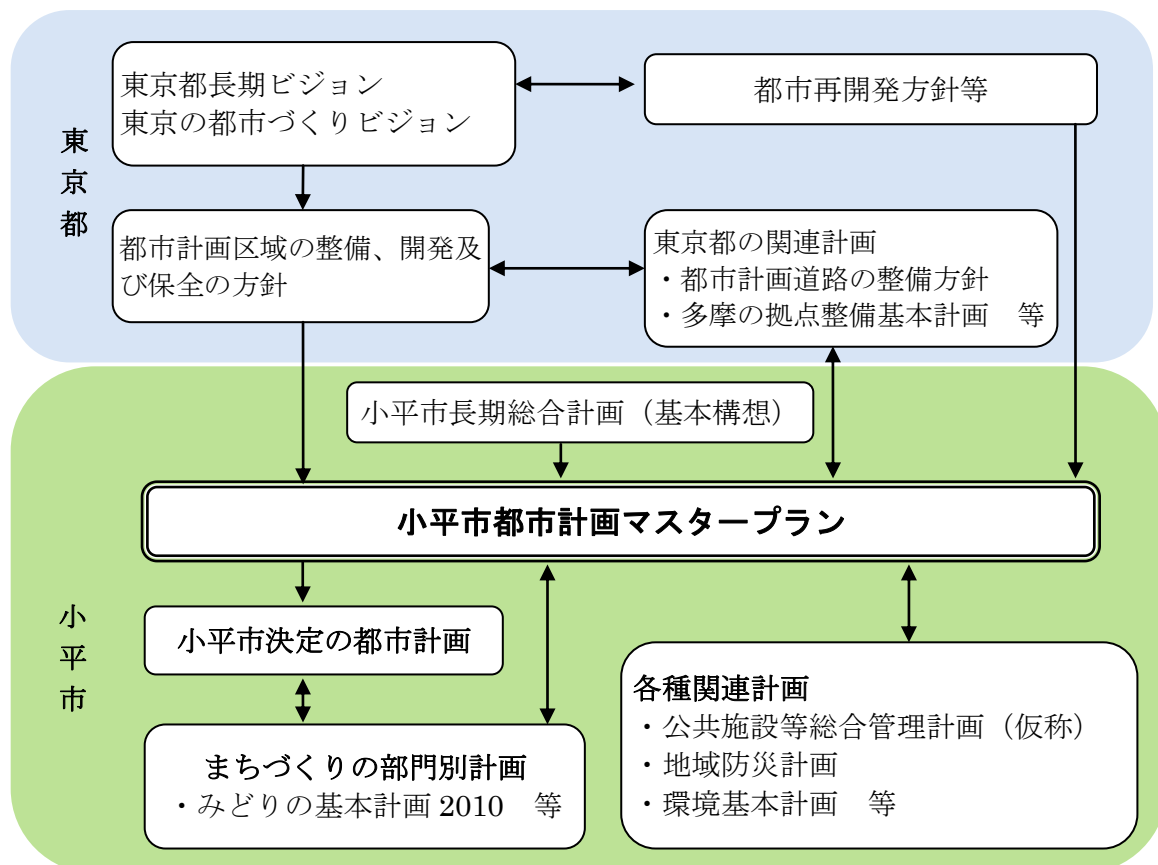 東京都
東京都長期ビジョン
東京の都市づくりビジョン
都市再開発方針等
都市計画区域の整備、開発及
び保全の方針
東京都の関連計画
・都市計画道路の整備方針
・多摩の拠点整備基本計画　等
小平市
小平市長期総合計画（基本構想）
小平市都市計画マスタープラン
小平市決定の都市計画
まちづくりの部門別計画
・みどりの基本計画 2010　等
各種関連計画
・公共施設等総合管理計画（仮称）
・地域防災計画
・環境基本計画　等